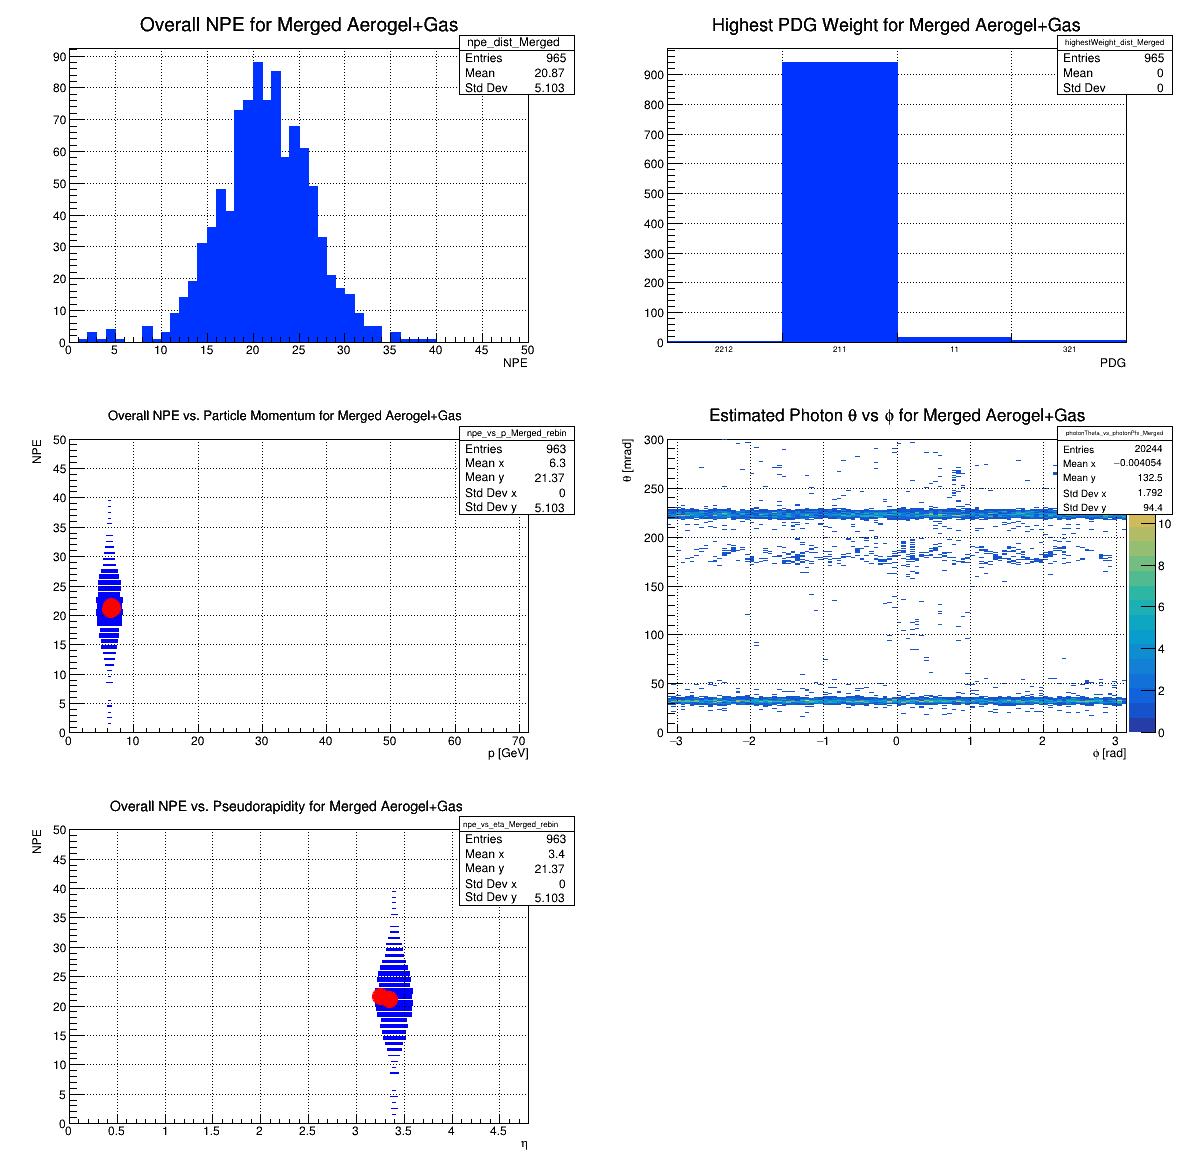 Overall NPE for Merged Aerogel+Gas
npe_dist_Merged
Entries 965
Mean 20.87
Std Dev 5.103
90
80
70
60
50
40
30
20
10
0
0 5 10 15 20 25 30 35 40 45 50
NPE
Highest PDG Weight for Merged Aerogel+Gas
highestWeight_dist_Merged
Entries 965
Mean 0
Std Dev 0
900
800
700
600
500
400
300
200
100
0
2212 211 11 321
PDG
Overall NPE vs. Particle Momentum for Merged Aerogel+Gas
NPE
npe_vs_p_Merged_rebin
Entries 963
Mean x 6.3
Mean y 21.37
Std Dev x 0
Std Dev y 5.103
50
45
40
35
30
25
20
15
10
5
0
0 10 20 30 40 50 60 70
p [GeV]
Estimated Photon θ vs ϕ for Merged Aerogel+Gas
θ [mrad]
photonTheta_vs_photonPhi_Merged
Entries 20244
Mean x −0.004054
Mean y 132.5
Std Dev x 1.792
Std Dev y 94.4
300
250
200
150
100
50
0
−3 −2 −1 0 1 2 3
ϕ [rad]
10
8
6
4
2
0
Overall NPE vs. Pseudorapidity for Merged Aerogel+Gas
NPE
npe_vs_eta_Merged_rebin
Entries 963
Mean x 3.4
Mean y 21.37
Std Dev x 0
Std Dev y 5.103
50
45
40
35
30
25
20
15
10
5
0
0 0.5 1 1.5 2 2.5 3 3.5 4 4.5
η